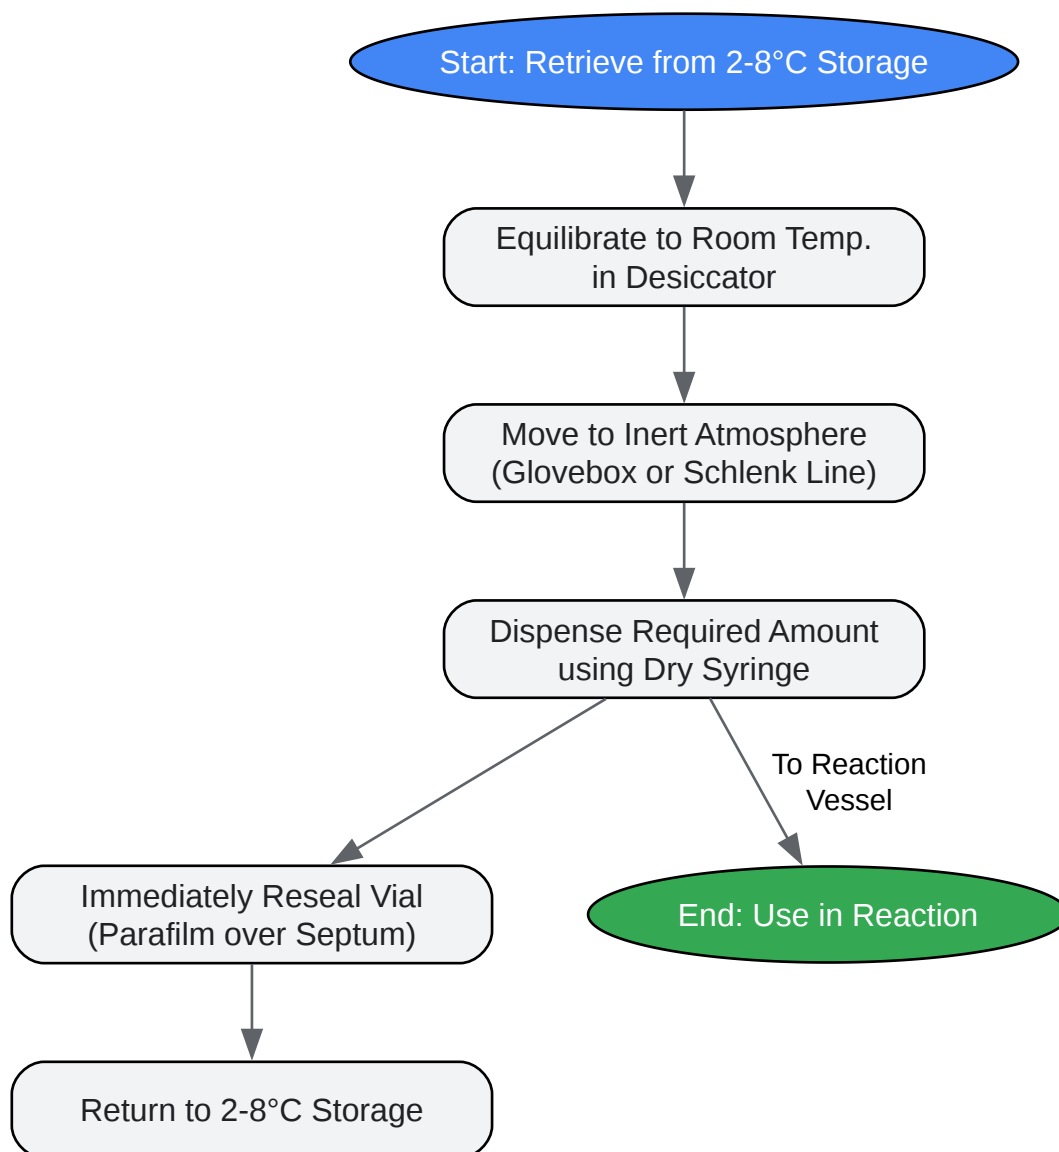 Start: Retrieve from 2-8°C Storage
Equilibrate to Room Temp.
in Desiccator
Move to Inert Atmosphere
(Glovebox or Schlenk Line)
Dispense Required Amount
using Dry Syringe
To Reaction
Vessel
Immediately Reseal Vial
(Parafilm over Septum)
End: Use in Reaction
Return to 2-8°C Storage